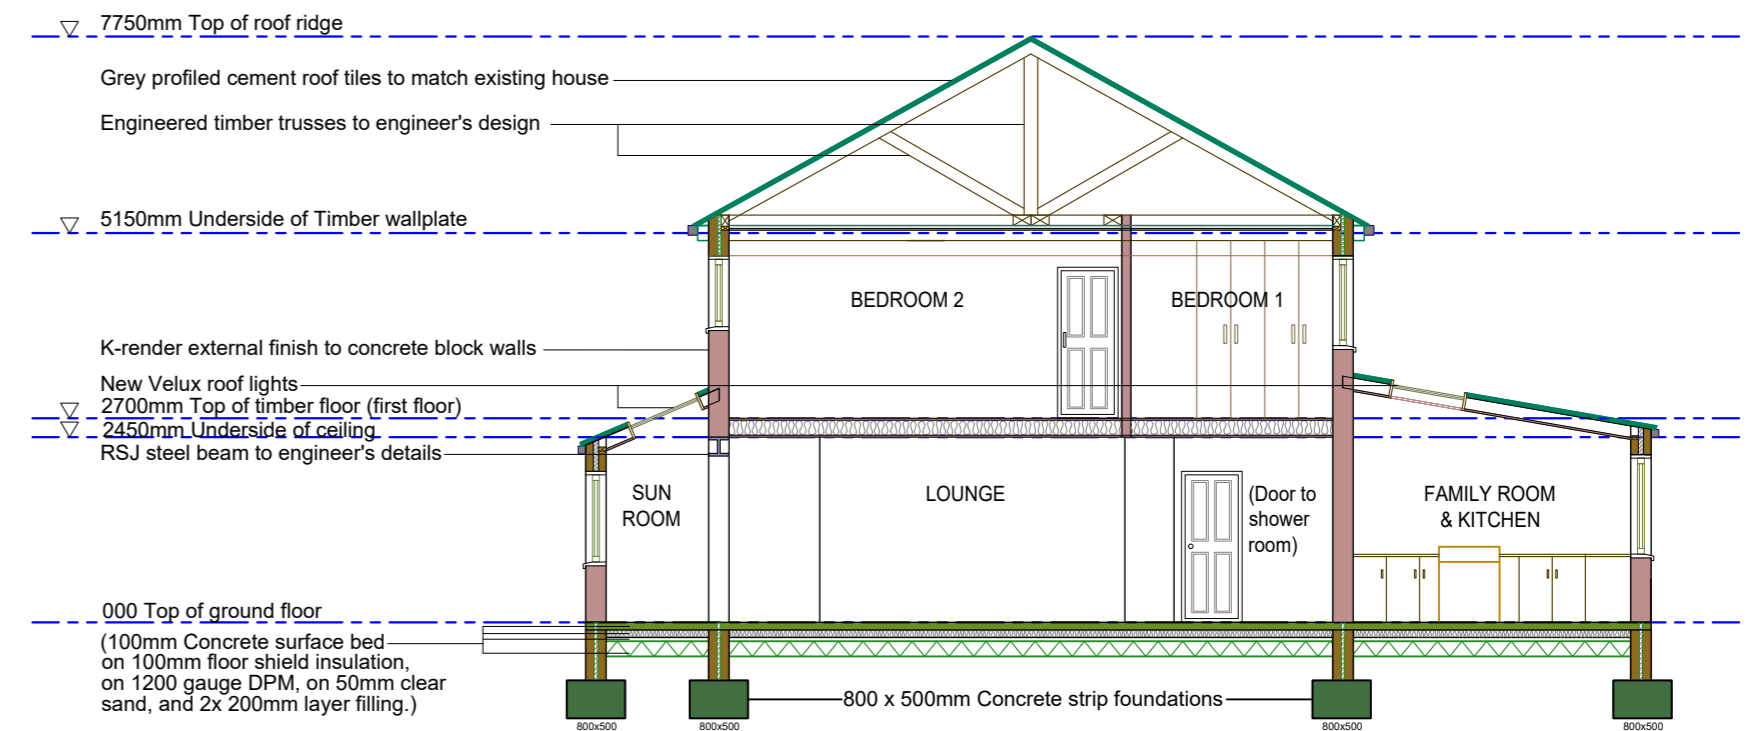 7750mm Top of roof ridge
Grey profiled cement roof tiles to match existing house
Engineered timber trusses to engineer's design
5150mm Underside of Timber wallplate
BEDROOM 2
BEDROOM 1
K-render external finish to concrete block walls
New Velux roof lights
2700mm Top of timber floor (first floor)
2450mm Underside of ceiling
RSJ steel beam to engineer's details
SUN
ROOM
LOUNGE
(Door to
shower
room)
FAMILY ROOM
& KITCHEN
000 Top of ground floor
(100mm Concrete surface bed
on 100mm floor shield insulation,
on 1200 gauge DPM, on 50mm clear
sand, and 2x 200mm layer filling.)
800 x 500mm Concrete strip foundations
800x500
800x500
800x500
800x500